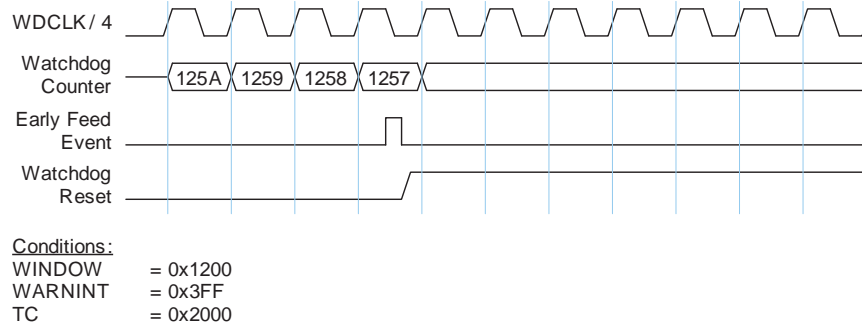 WDCLK / 4
Watchdog
Counter
125A 1259 1258 1257
Early Feed
Event
Watchdog
Reset
Conditions:
WINDOW = 0x1200
WARNINT = 0x3FF
TC = 0x2000